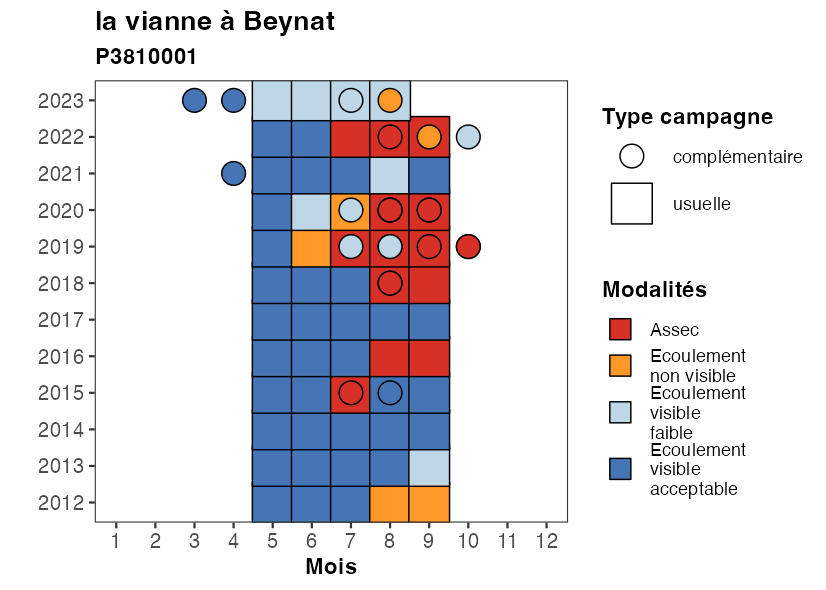 la vianne à Beynat
P3810001
2023
2022
2021
2020
2019
2018
2017
2016
2015
2014
2013
2012
1 2 3 4 5 6 7 8 9 10 11 12
Mois
Type campagne
complémentaire
usuelle
Modalités
Assec
Ecoulement
non visible
Ecoulement
visible
faible
Ecoulement
visible
acceptable